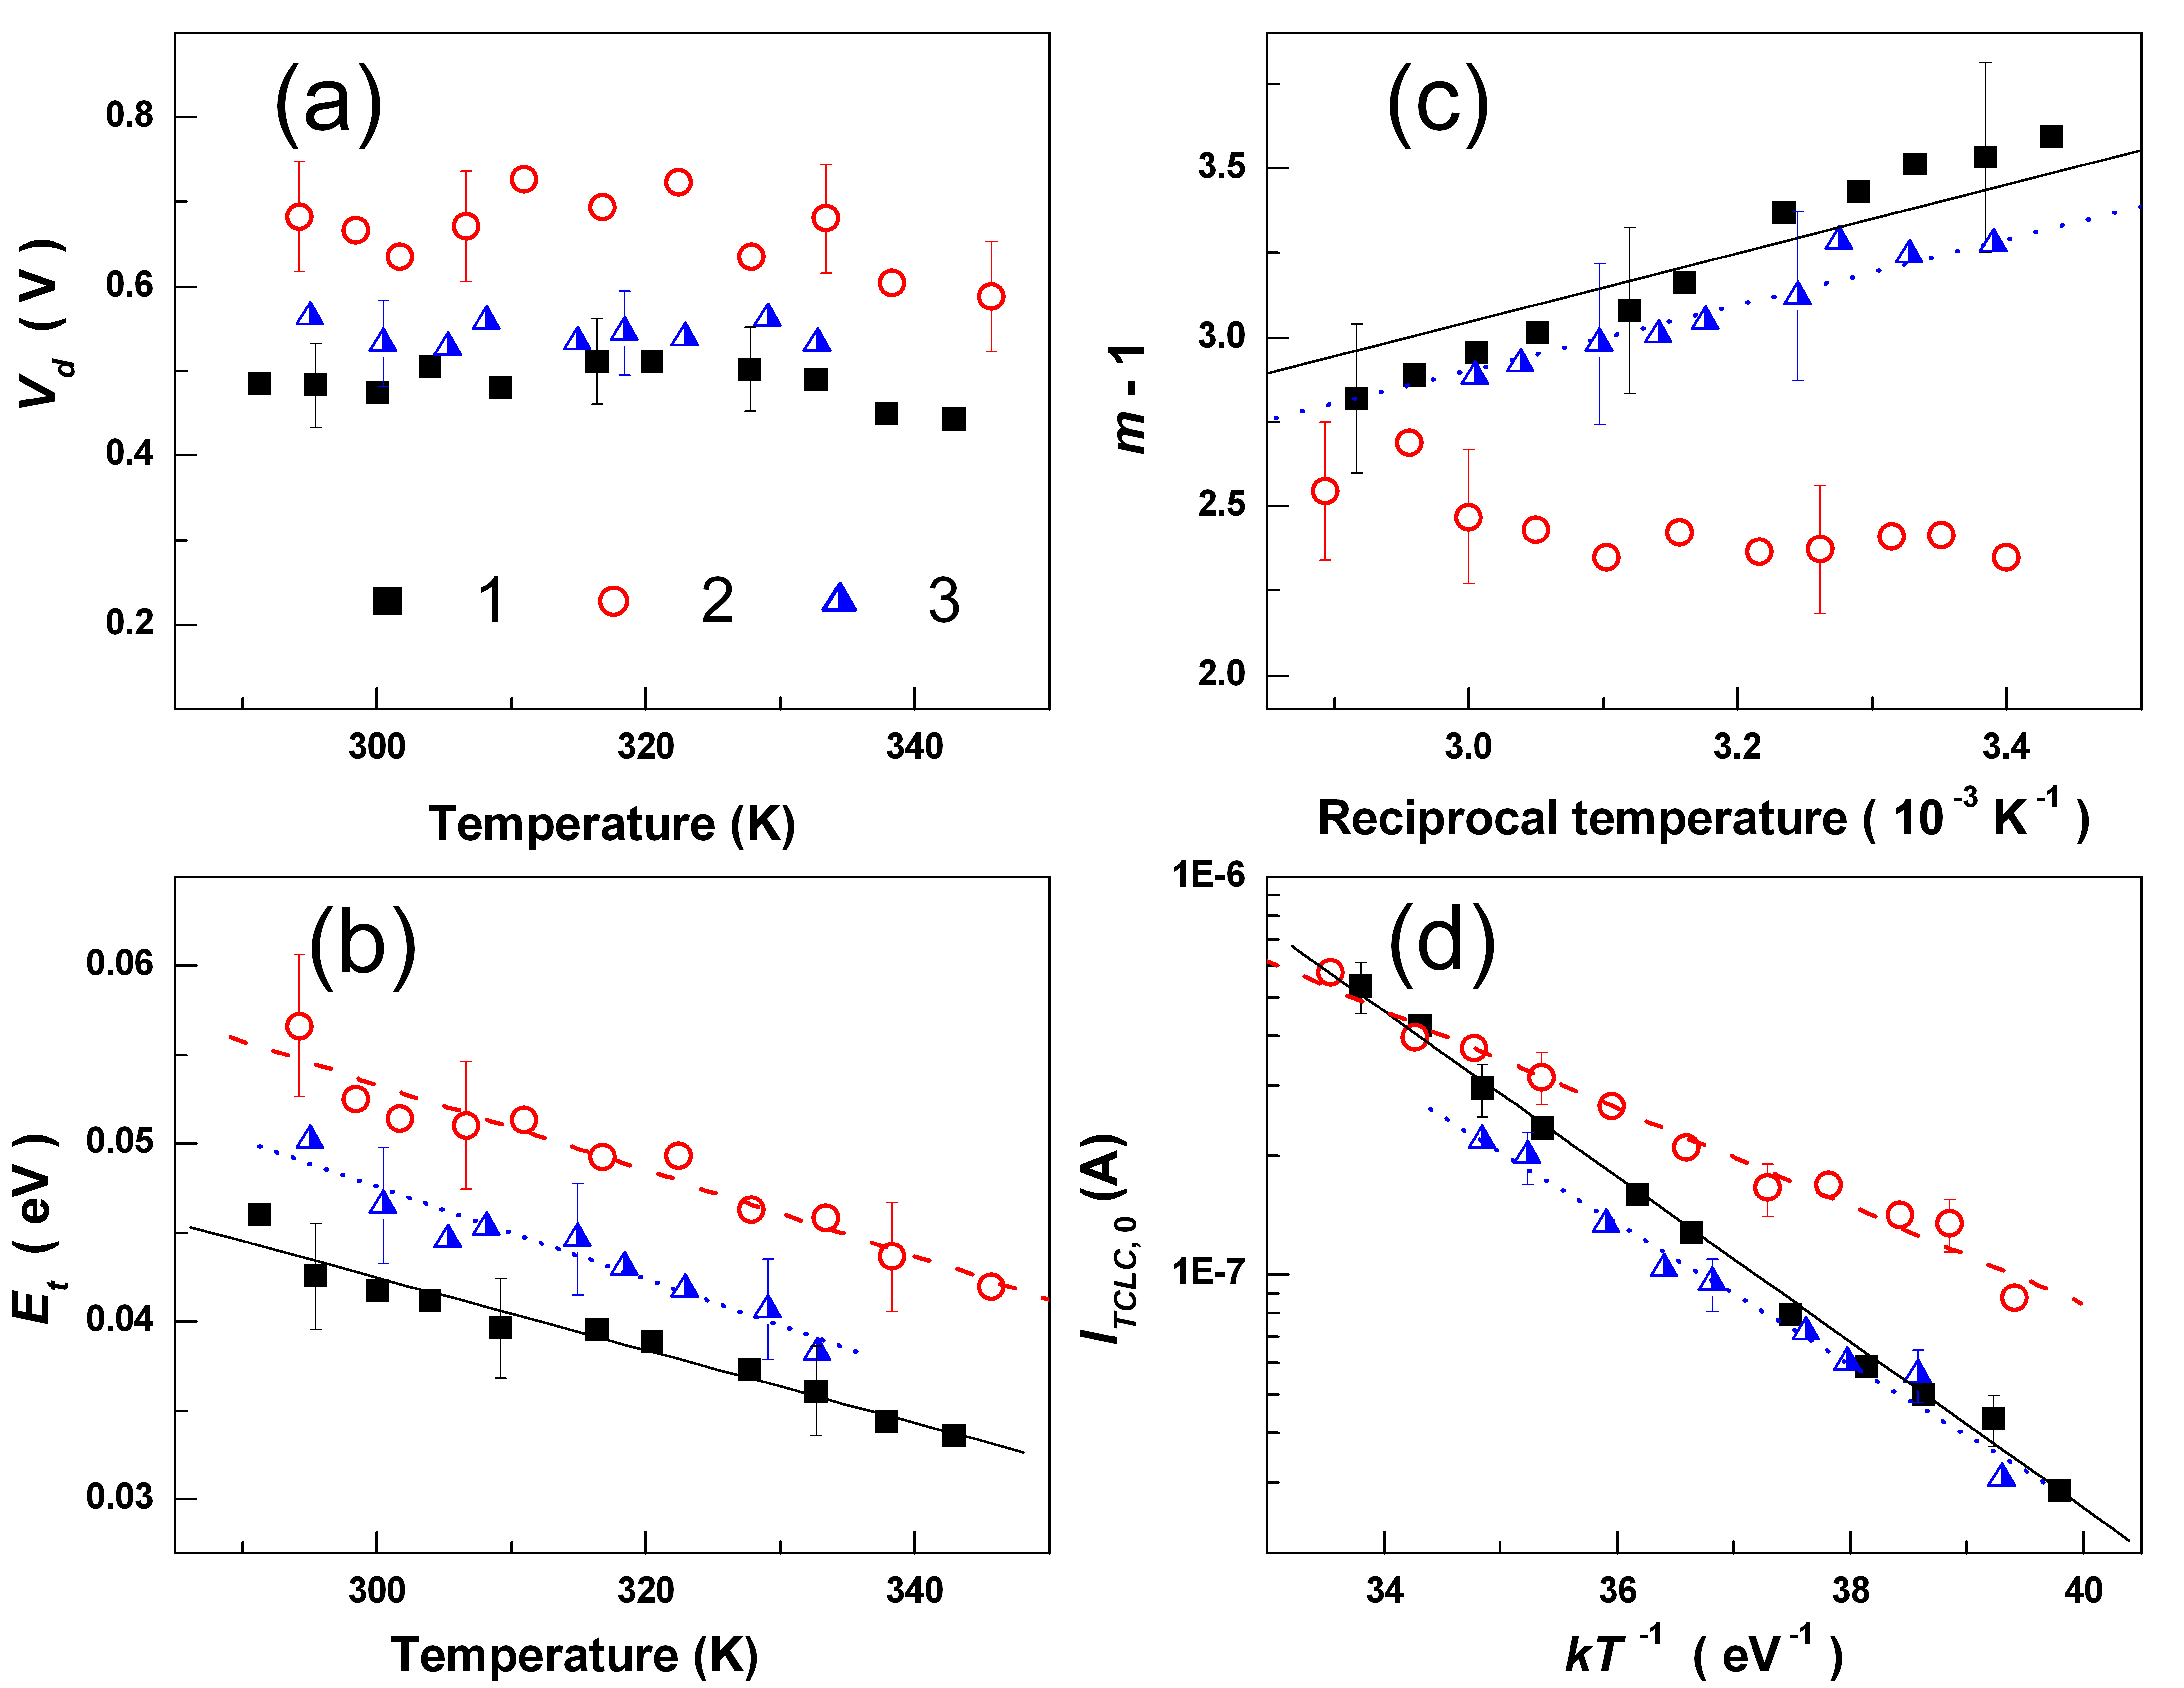 (a)
0.8
0.6
0.4
0.2
V d ( V )
1 2 3
300 320 340
Temperature (K)
(c)
3.5
3.0
2.5
2.0
m - 1
3.0 3.2 3.4
Reciprocal temperature ( 10 -3 K -1 )
(b)
0.06
0.05
0.04
0.03
E t ( eV )
300 320 340
Temperature (K)
(d)
1E-6
1E-7
I TCLC, 0 (A)
34 36 38 40
kT -1 ( eV -1 )